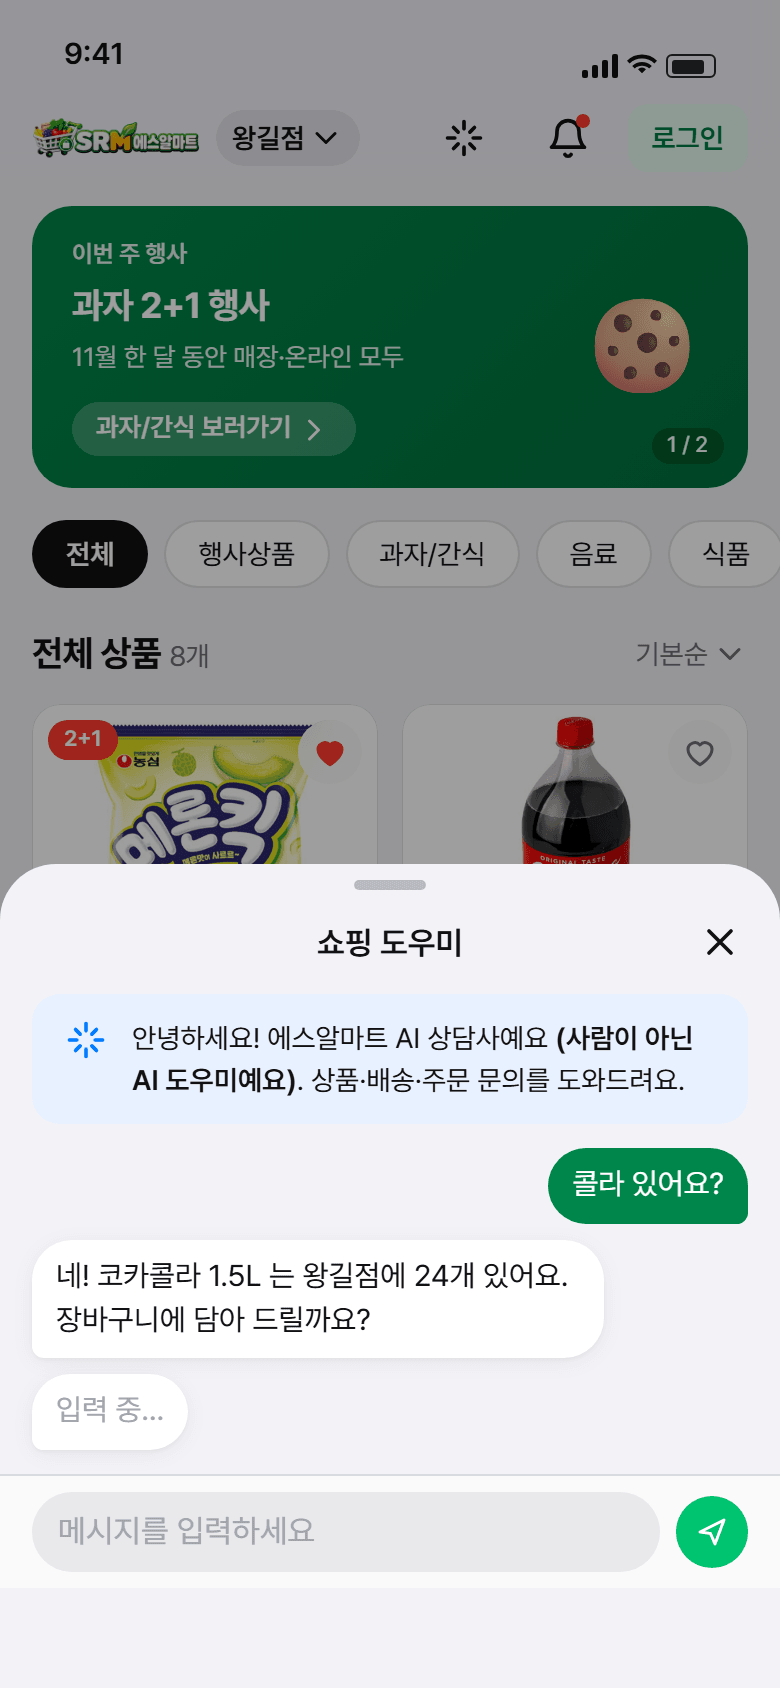 9:41
SRM 에스알마트
왕길점
로그인
이번 주 행사
과자 2+1 행사
11월 한 달 동안 매장·온라인 모두
과자/간식 보러가기
1 / 2
전체
행사상품
과자/간식
음료
식품
전체 상품 8개
기본순
2+1
농심
메론킥
ORIGINAL TASTE
쇼핑 도우미
안녕하세요! 에스알마트 AI 상담사예요 (사람이 아닌
AI 도우미예요). 상품·배송·주문 문의를 도와드려요.
콜라 있어요?
네! 코카콜라 1.5L 는 왕길점에 24개 있어요.
장바구니에 담아 드릴까요?
입력 중...
메시지를 입력하세요